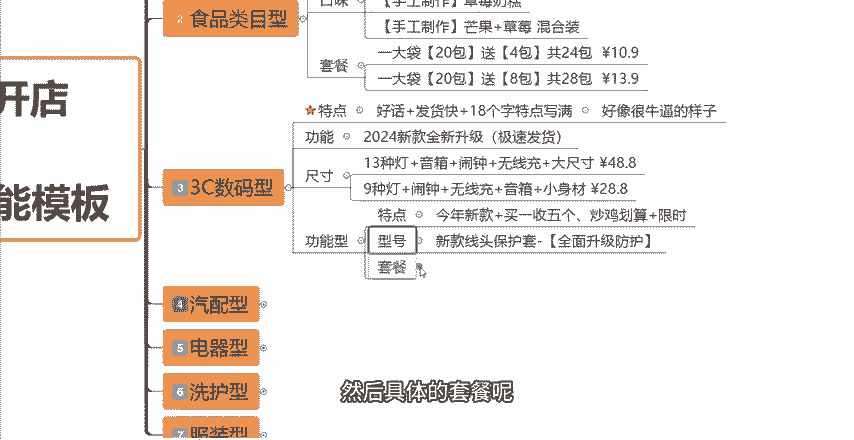 口味 【手工制作】草莓奶糕
2 食品类目型
【手工制作】芒果+草莓 混合装
套餐
一大袋【20包】送【4包】共24包 ¥10.9
一大袋【20包】送【8包】共28包 ¥13.9
开店
能模板
3 3C数码型
特点 好话+发货快+18个字特点写满 好像很牛逼的样子
功能 2024新款全新升级（极速发货）
尺寸
13种灯+音箱+闹钟+无线充+大尺寸 ¥48.8
9种灯+闹钟+无线充+音箱+小身材 ¥28.8
功能型
特点 今年新款+买一收五个、炒鸡划算+限时
型号 新款线头保护套-【全面升级防护】
套餐
4 汽配型
5 电器型
6 洗护型
7 服装型
然后具体的套餐呢